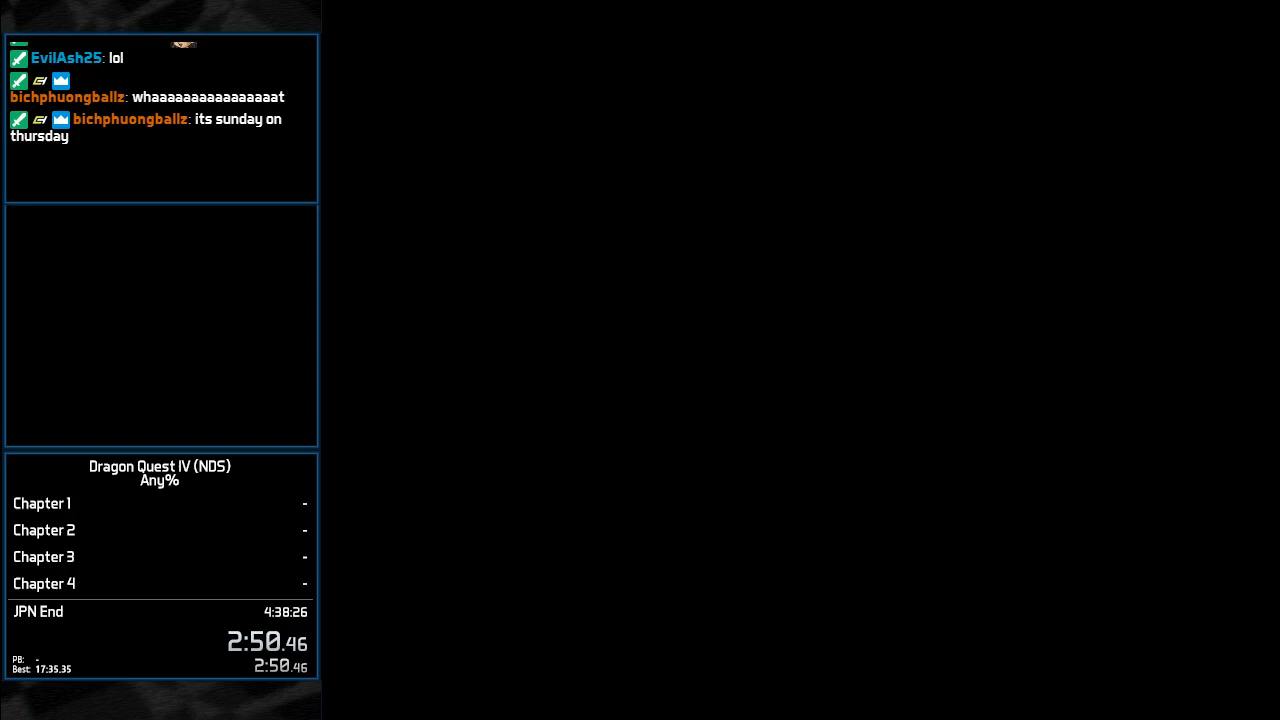 EvilAsh25: lol
bichphuongballz: whaaaaaaaaaaaaaaaat
bichphuongballz: its sunday on
thursday
Dragon Quest IV (NDS)
Any%
Chapter 1 -
Chapter 2 -
Chapter 3 -
Chapter 4 -
JPN End 4:38:26
2:50.46
PB: -
Best: 17:35.35
2:50.46